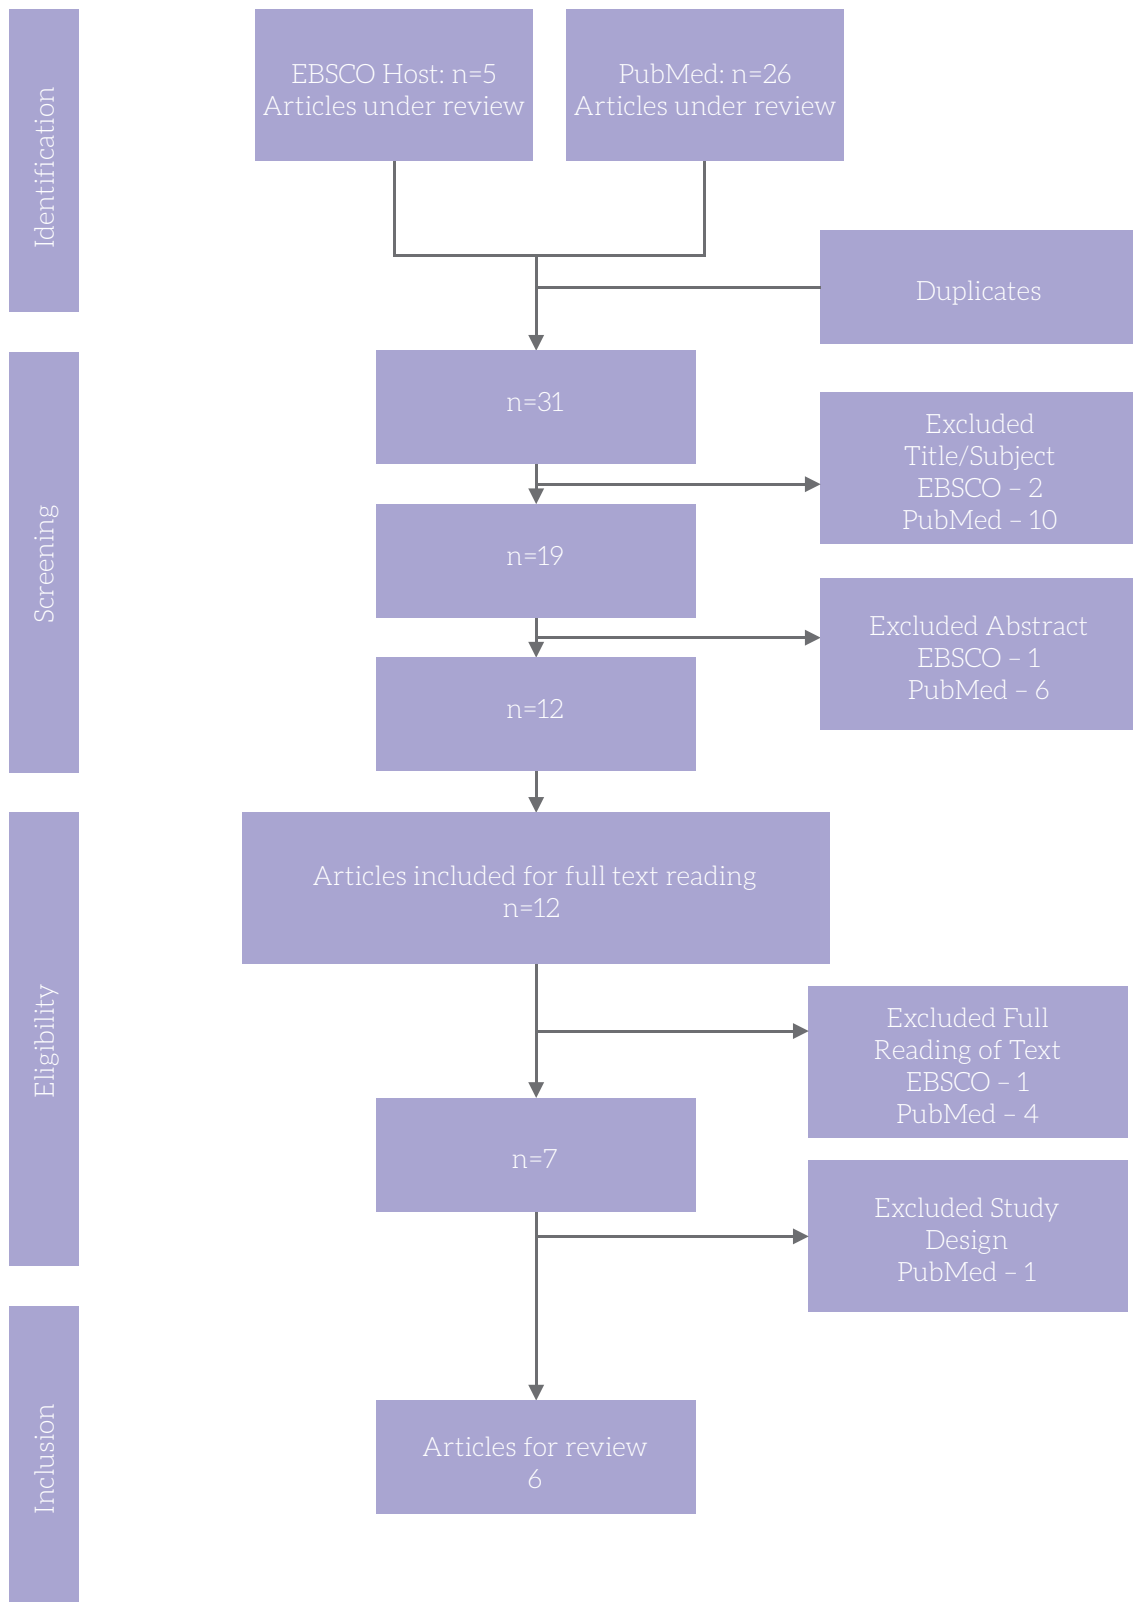 Identification
EBSCO Host: n=5
Articles under review
PubMed: n=26
Articles under review
Duplicates
Screening
n=31
Excluded
Title/Subject
EBSCO – 2
PubMed – 10
n=19
Excluded Abstract
EBSCO – 1
PubMed – 6
n=12
Eligibility
Articles included for full text reading
n=12
Excluded Full
Reading of Text
EBSCO – 1
PubMed – 4
n=7
Excluded Study
Design
PubMed – 1
Inclusion
Articles for review
6